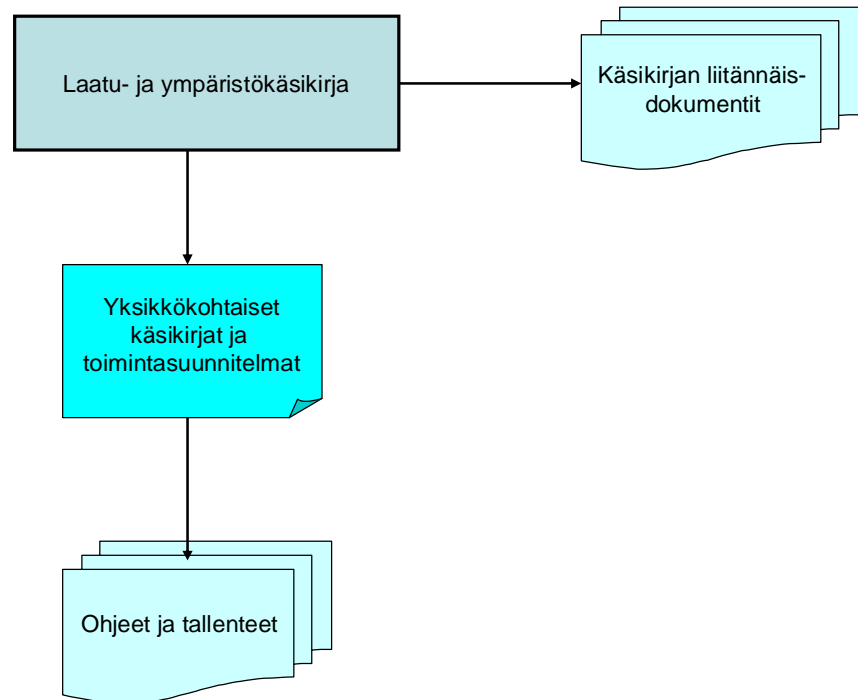 Laatu- ja ympäristökäsikirja
Käsikirjan liitännäis-
dokumentit
Yksikkökohtaiset
käsikirjat ja
toimintasuunnitelmat
Ohjeet ja tallenteet